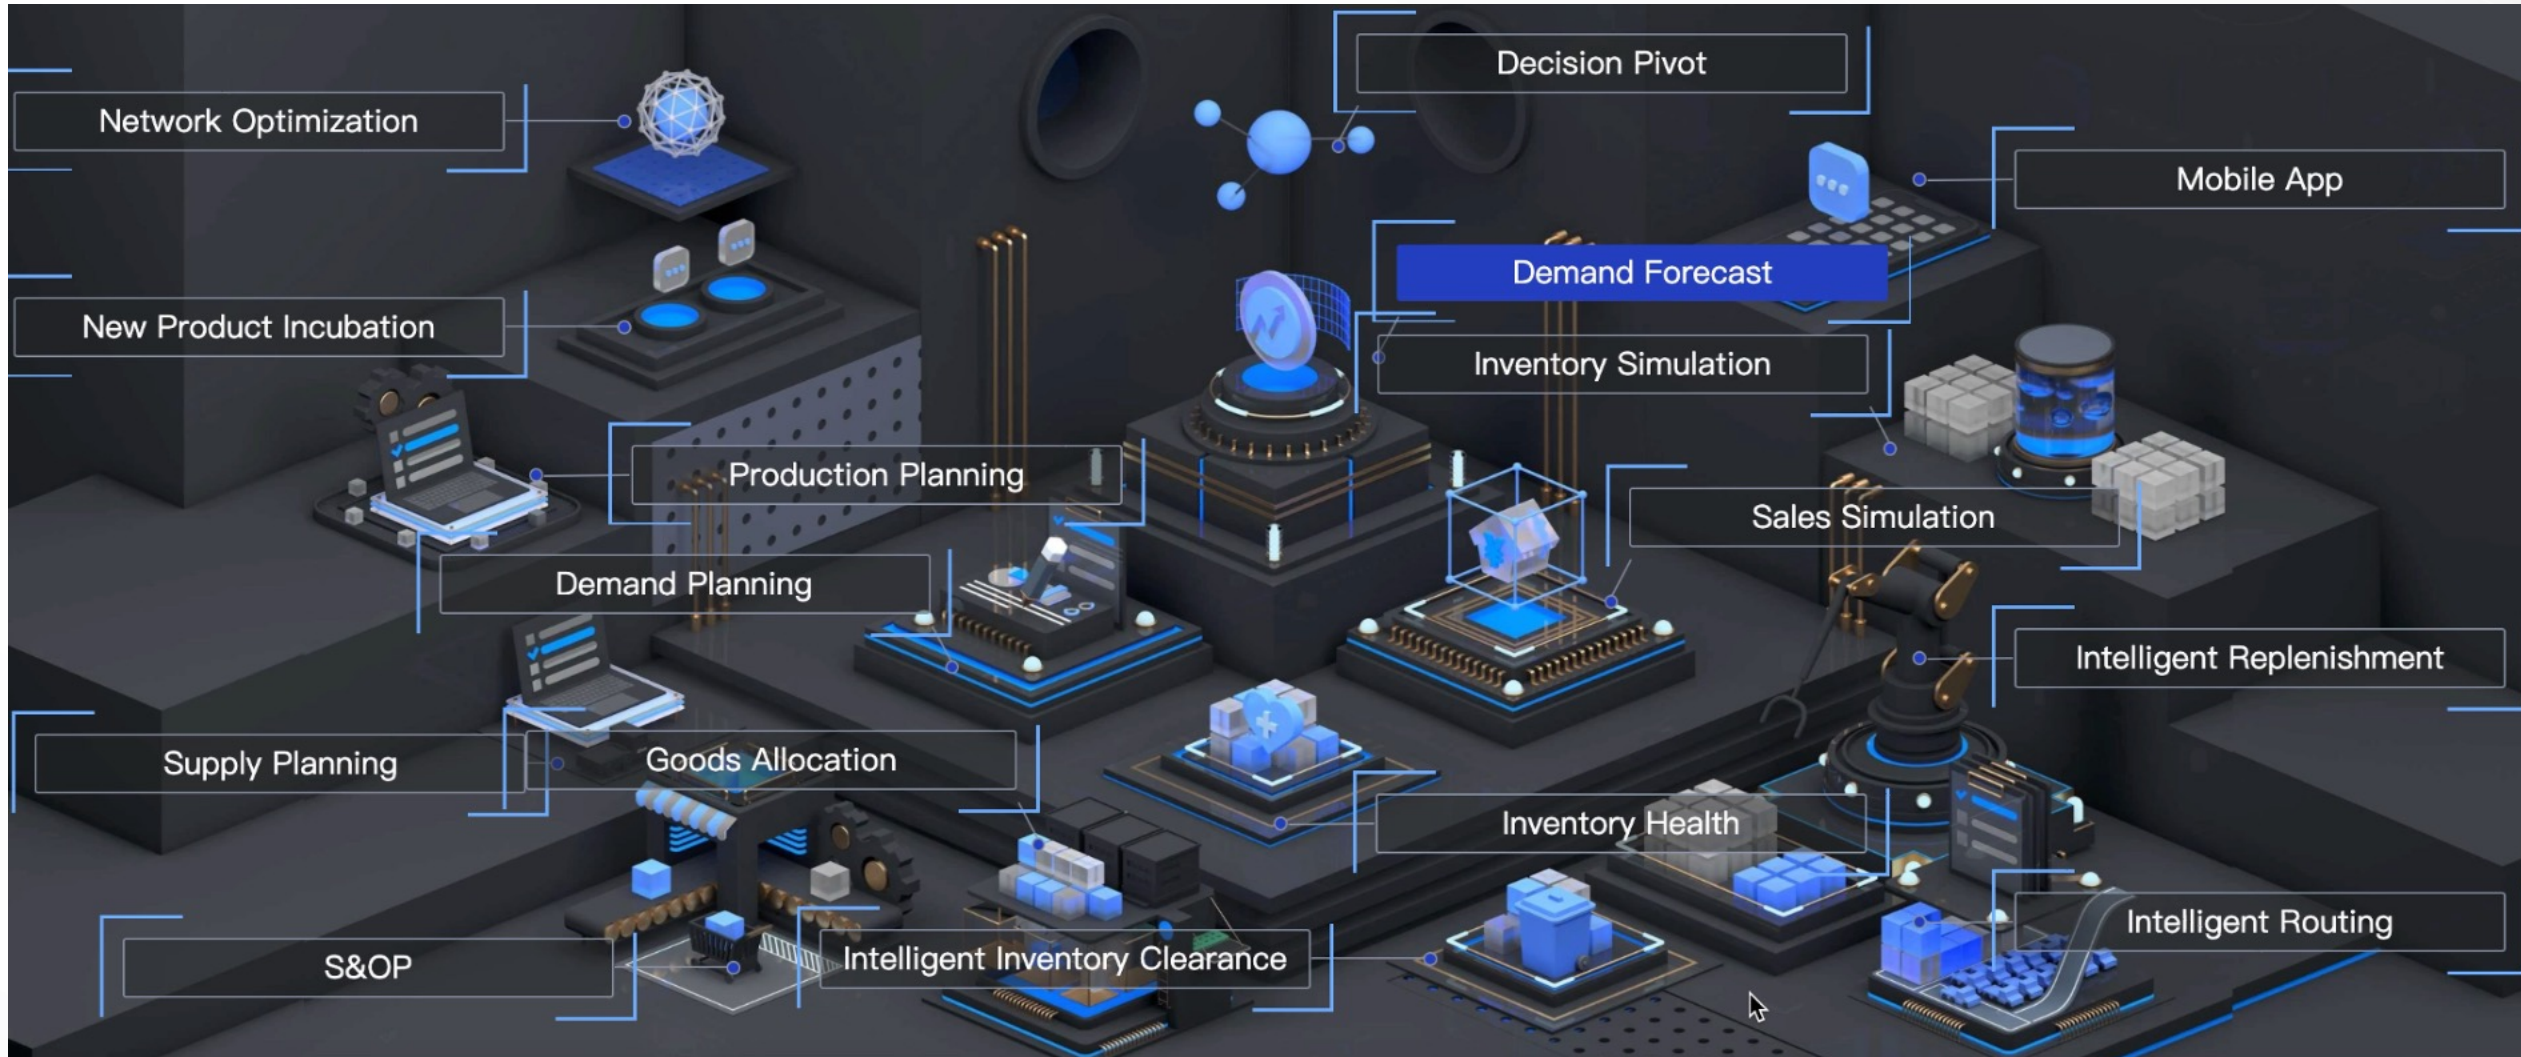 Decision Pivot
Network Optimization
Mobile App
Demand Forecast
New Product Incubation
Inventory Simulation
Production Planning
Sales Simulation
Demand Planning
Intelligent Replenishment
Supply Planning
Goods Allocation
Inventory Health
Intelligent Routing
S&OP
Intelligent Inventory Clearance